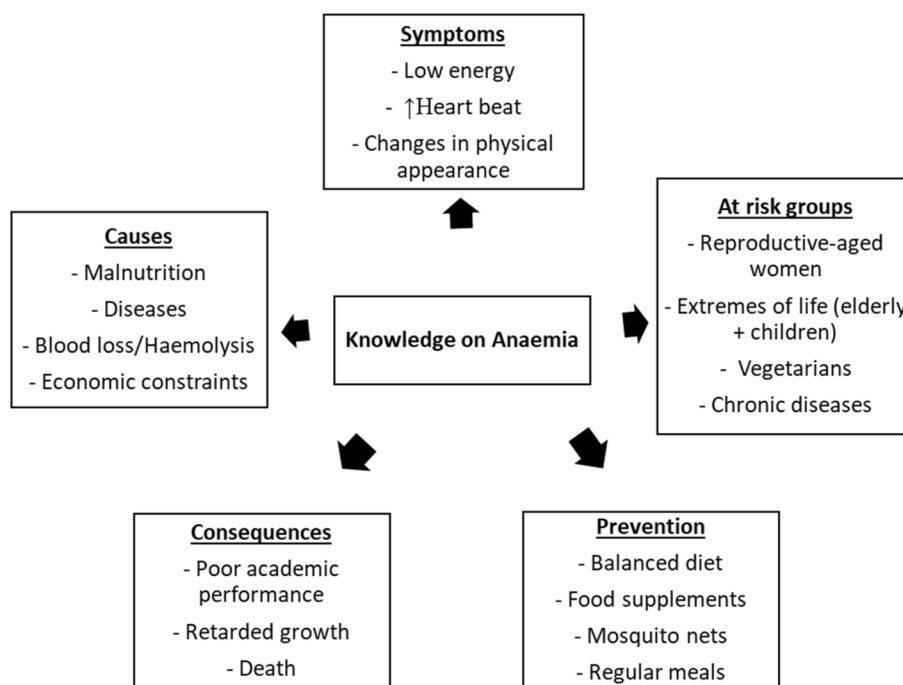 Symptoms
- Low energy
- ↑Heart beat
- Changes in physical
appearance
At risk groups
- Reproductive-aged
women
- Extremes of life (elderly
+ children)
- Vegetarians
- Chronic diseases
Causes
- Malnutrition
- Diseases
- Blood loss/Haemolysis
- Economic constraints
Knowledge on Anaemia
Consequences
- Poor academic
performance
- Retarded growth
- Death
Prevention
- Balanced diet
- Food supplements
- Mosquito nets
- Regular meals